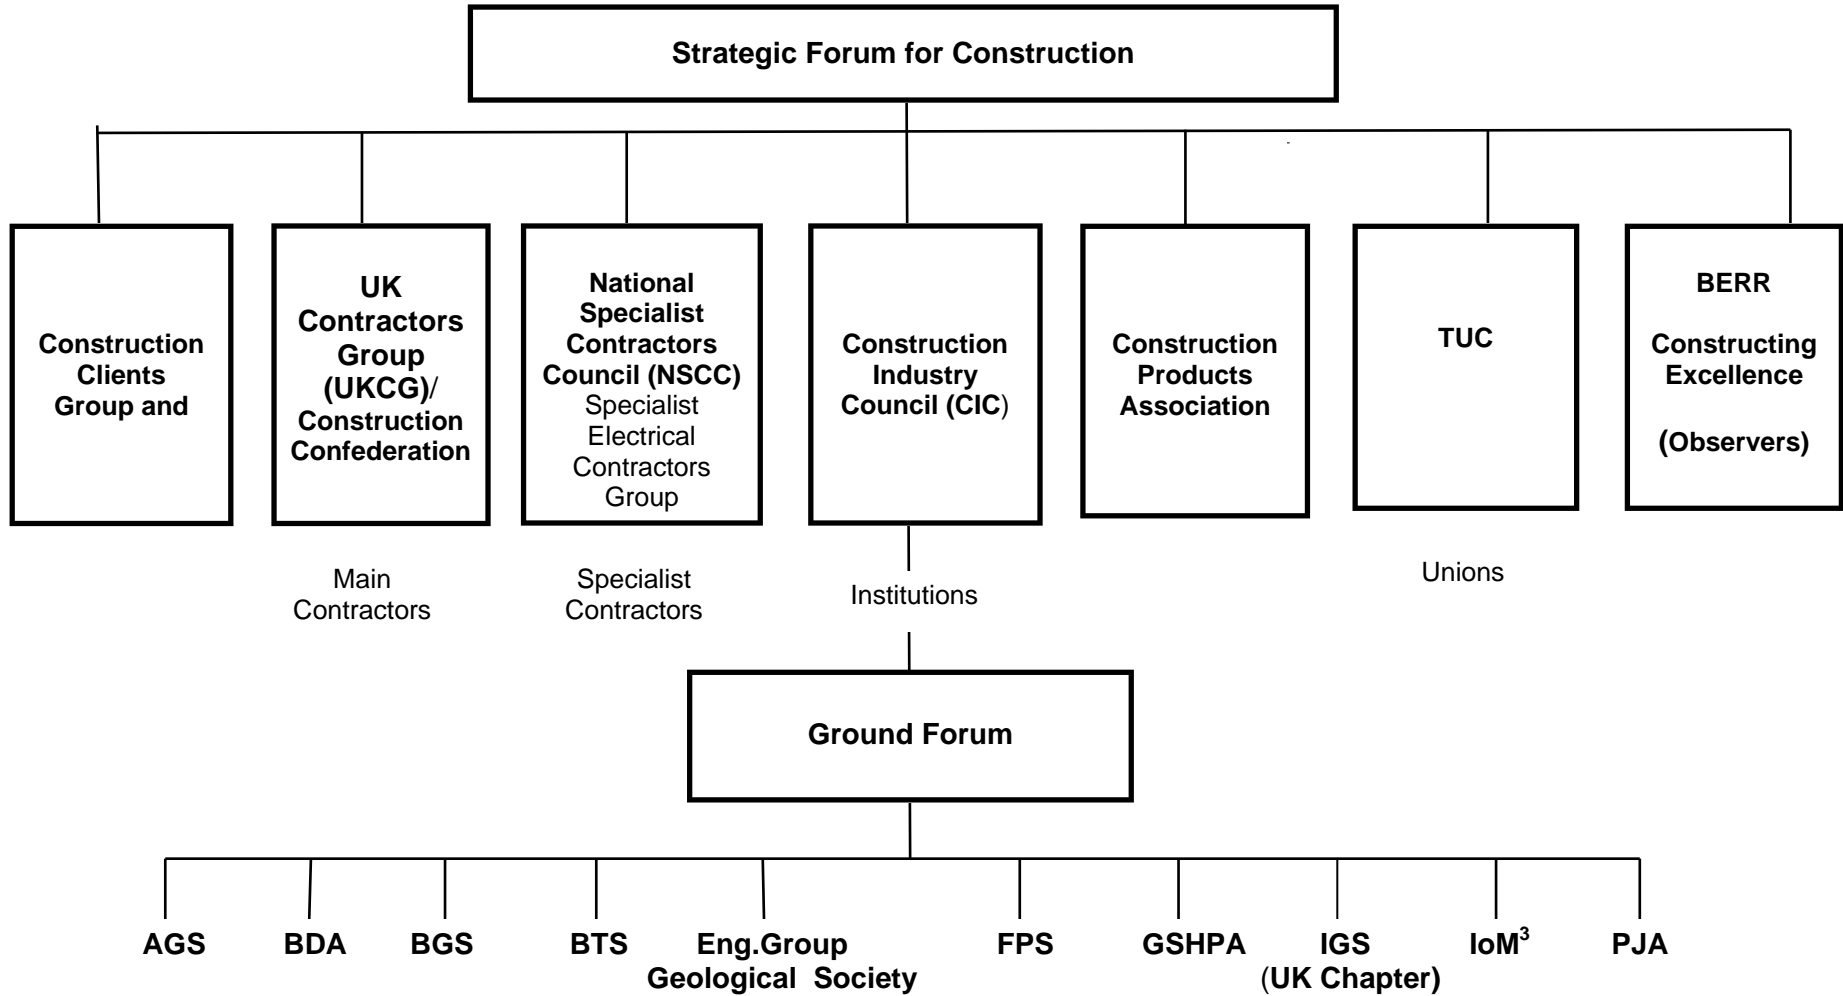 Strategic Forum for Construction
Construction
Clients
Group and
UK
Contractors
Group
(UKCG)/
Construction
Confederation
National
Specialist
Contractors
Council (NSCC)
Specialist
Electrical
Contractors
Group
Construction
Industry
Council (CIC)
Construction
Products
Association
TUC
BERR
Constructing
Excellence
(Observers)
Main
Contractors
Specialist
Contractors
Institutions
Unions
Ground Forum
AGS
BDA
BGS
BTS
Eng.Group
Geological Society
FPS
GSHPA
IGS
(UK Chapter)
IoM³
PJA